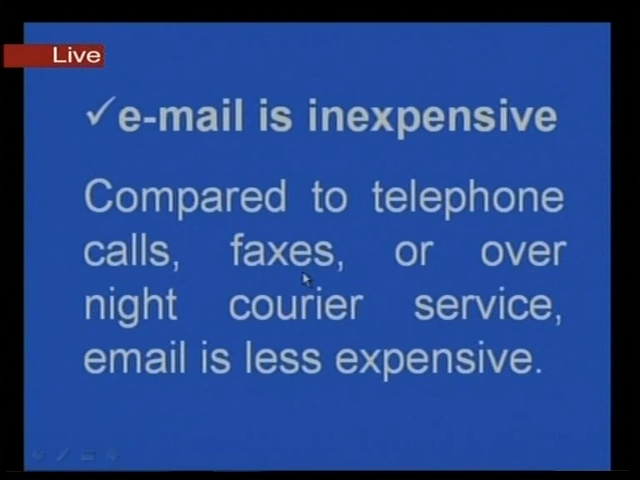 Live
✓e-mail is inexpensive
Compared to telephone
calls, faxes, or over
night courier service,
email is less expensive.